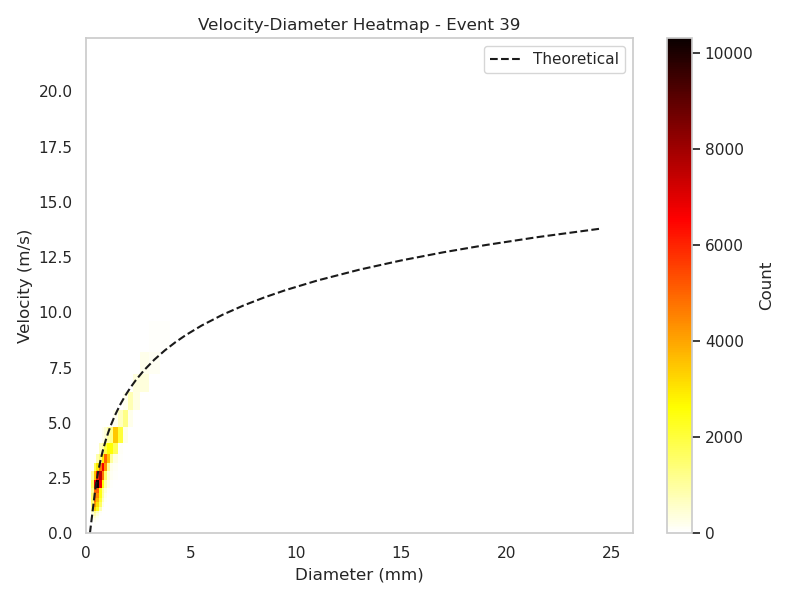 Velocity-Diameter Heatmap - Event 39
Theoretical
20.0
17.5
15.0
12.5
10.0
7.5
5.0
2.5
0.0
Velocity (m/s)
0 5 10 15 20 25
Diameter (mm)
10000
8000
6000
4000
2000
0
Count